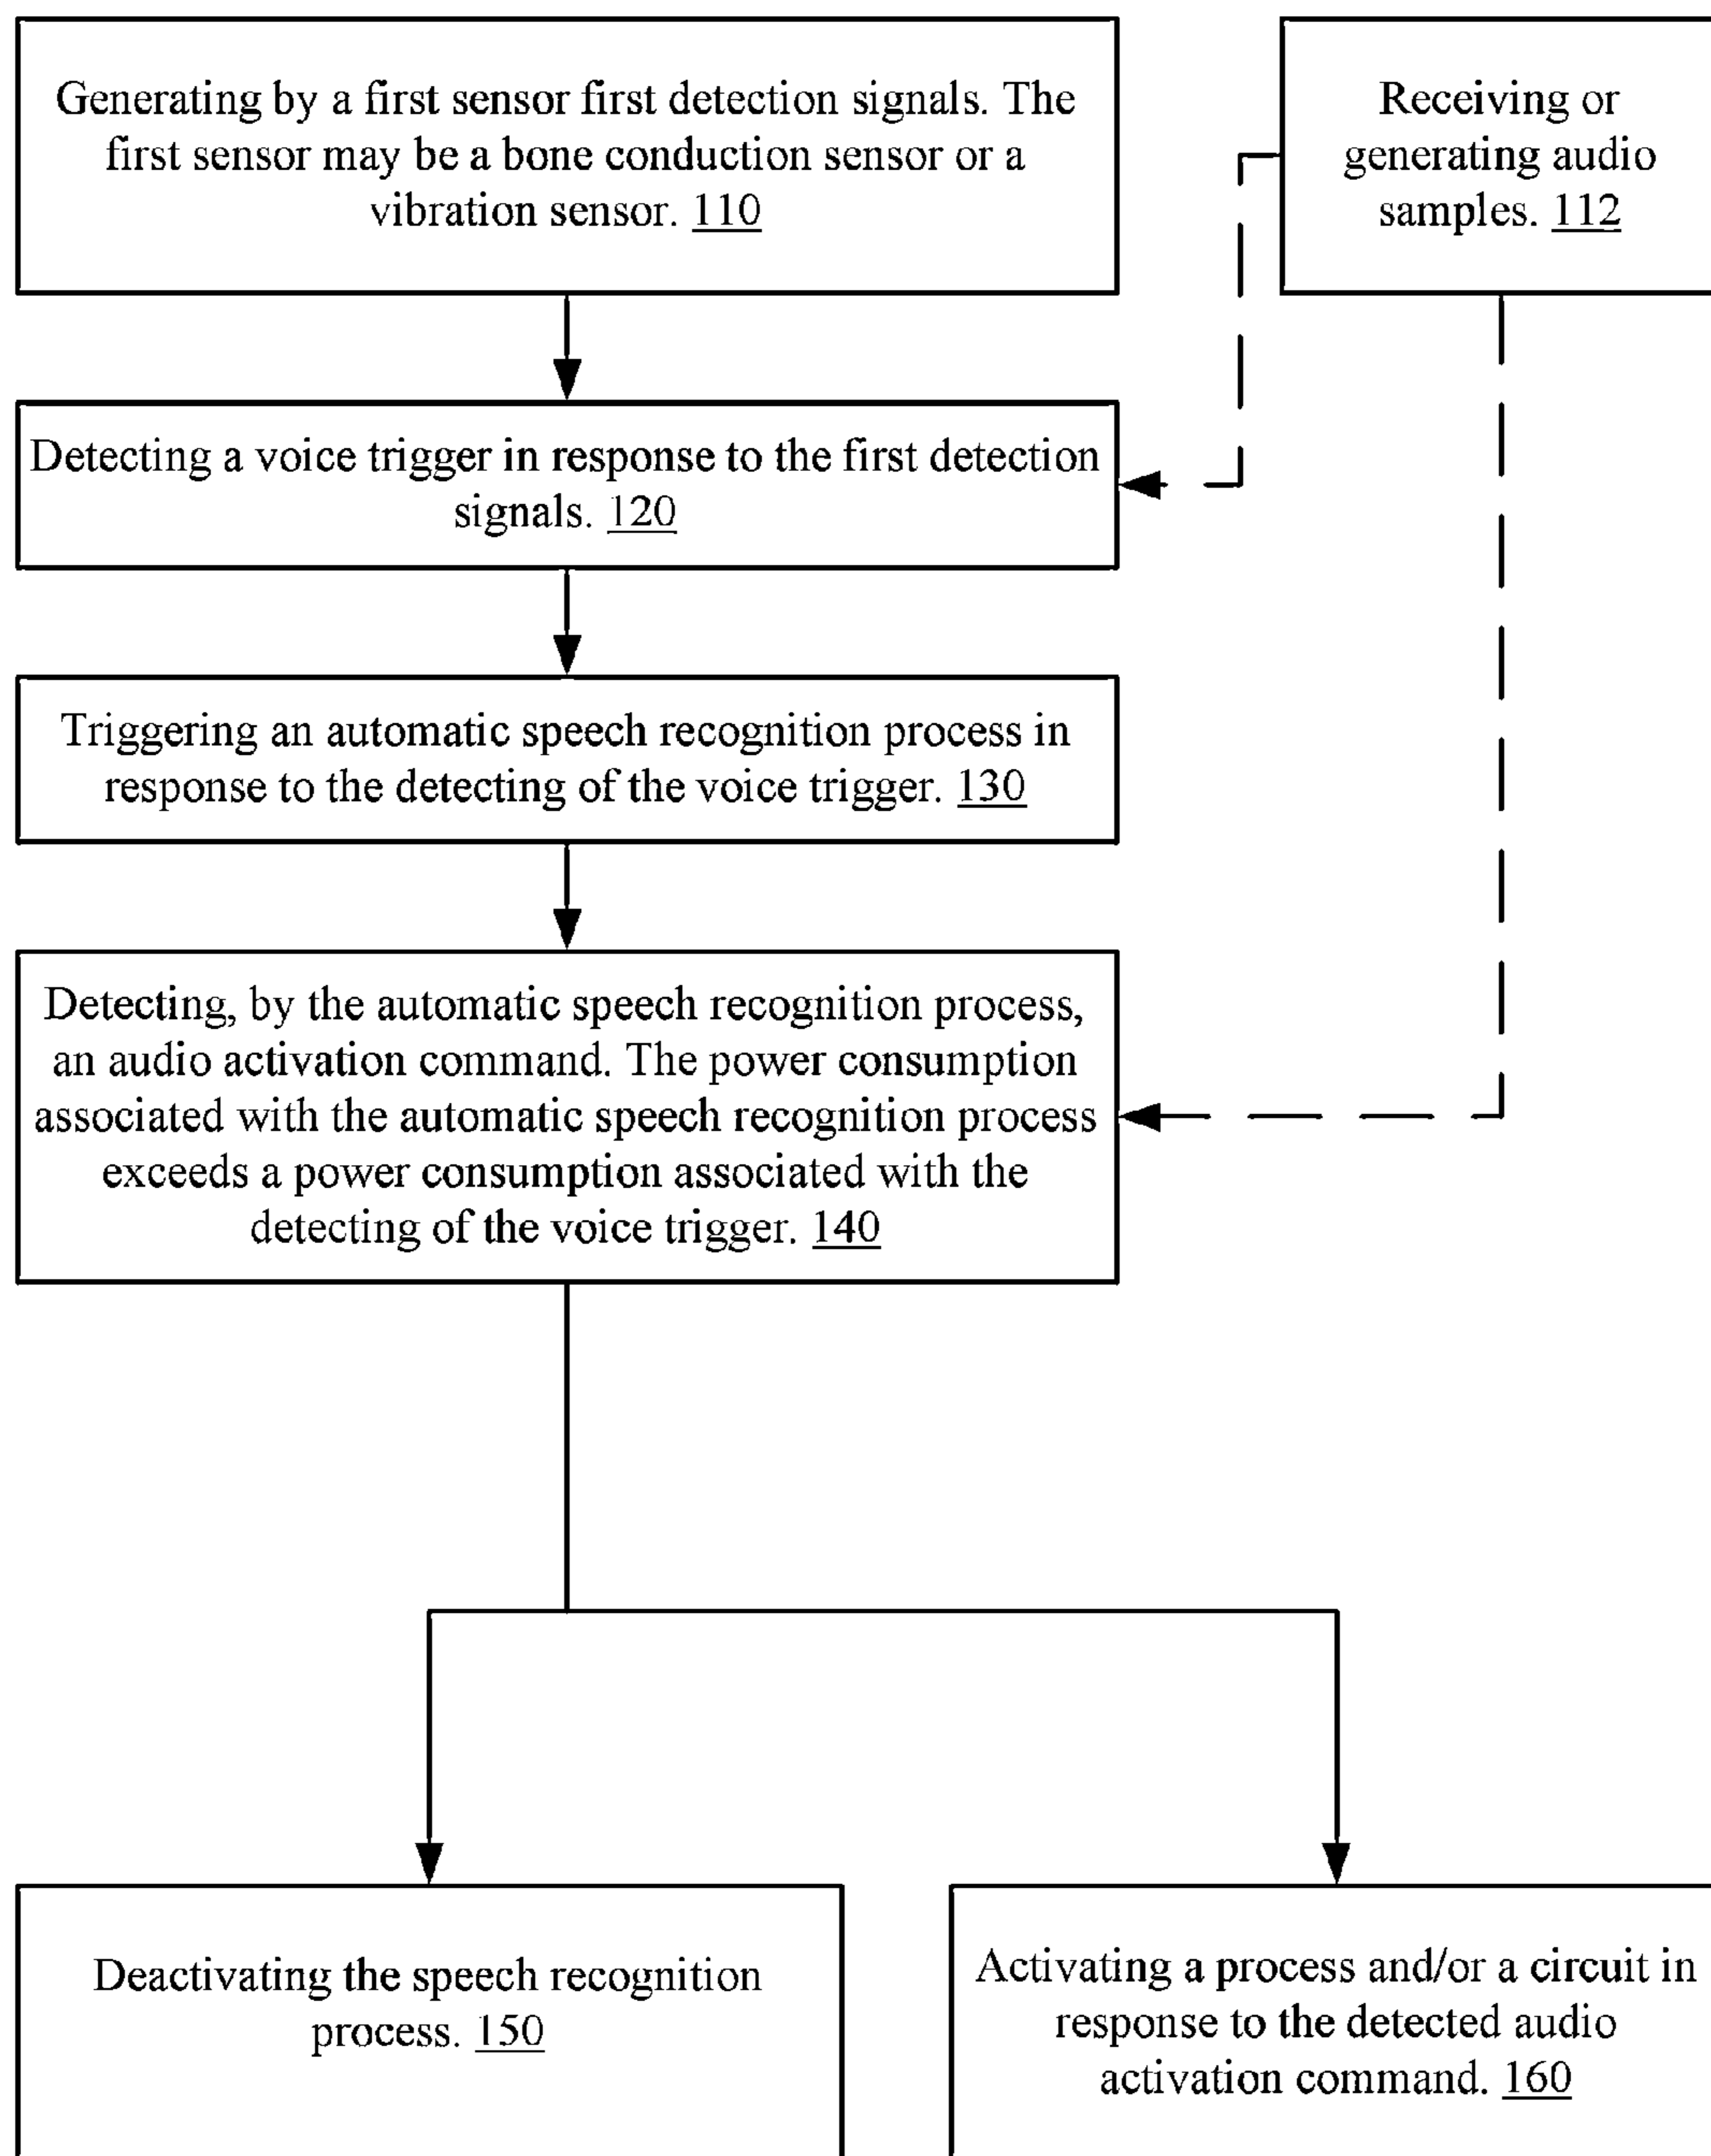 Generating by a first sensor first detection signals. The
first sensor may be a bone conduction sensor or a
vibration sensor. 110
Receiving or
generating audio
samples. 112
Detecting a voice trigger in response to the first detection
signals. 120
Triggering an automatic speech recognition process in
response to the detecting of the voice trigger. 130
Detecting, by the automatic speech recognition process,
an audio activation command. The power consumption
associated with the automatic speech recognition process
exceeds a power consumption associated with the
detecting of the voice trigger. 140
Deactivating the speech recognition
process. 150
Activating a process and/or a circuit in
response to the detected audio
activation command. 160